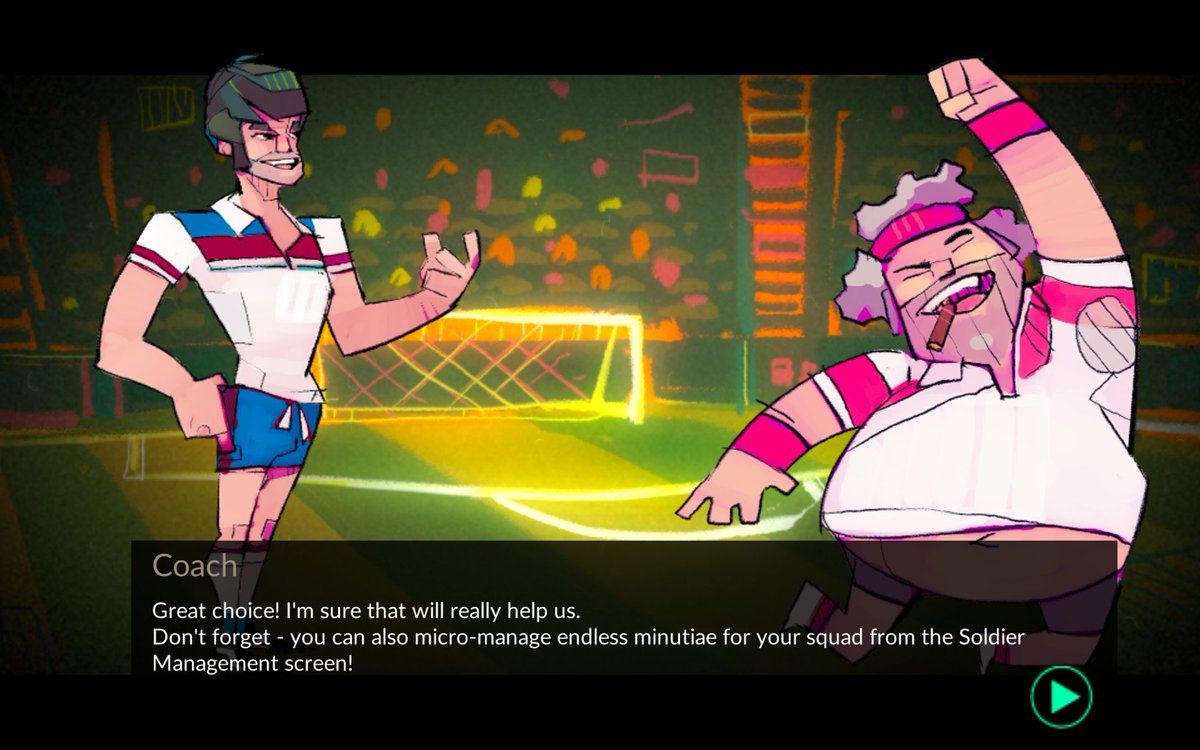 Coach
Great choice! I'm sure that will really help us.
Don't forget - you can also micro-manage endless minutiae for your squad from the Soldier
Management screen!